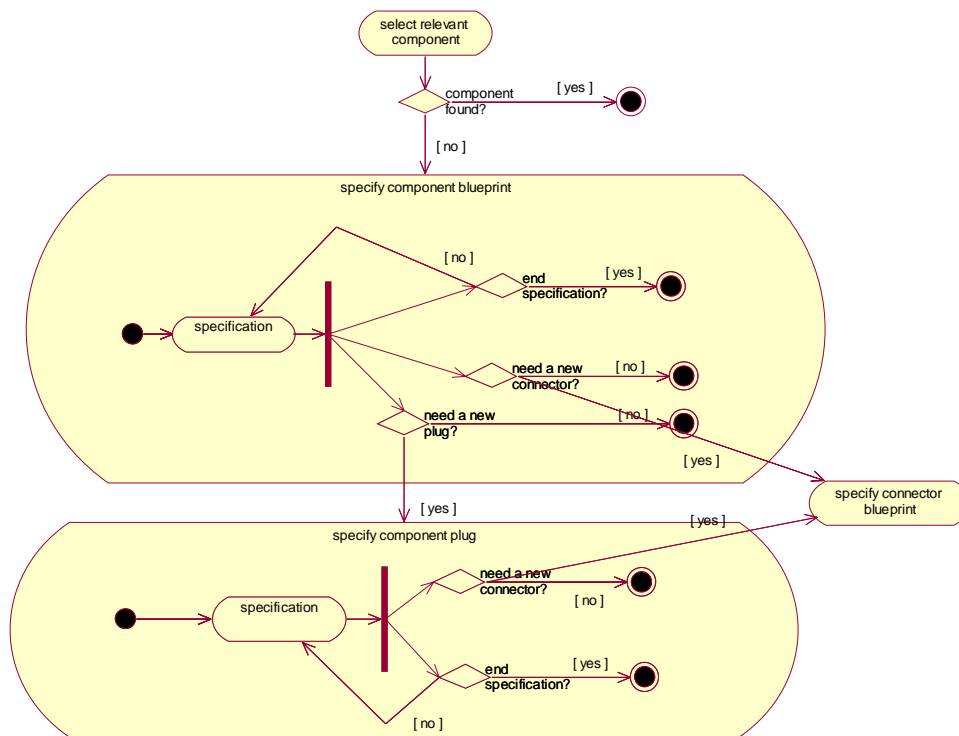 select relevant
component
component
found?
[ yes ]
[ no ]
specify component blueprint
[ no ]
end
specification?
[ yes ]
specification
need a new
connector?
[ no ]
need a new
plug?
[ no ]
[ yes ]
specify connector
blueprint
[ yes ]
[ yes ]
specify component plug
need a new
connector?
[ no ]
specification
end
specification?
[ yes ]
[ no ]